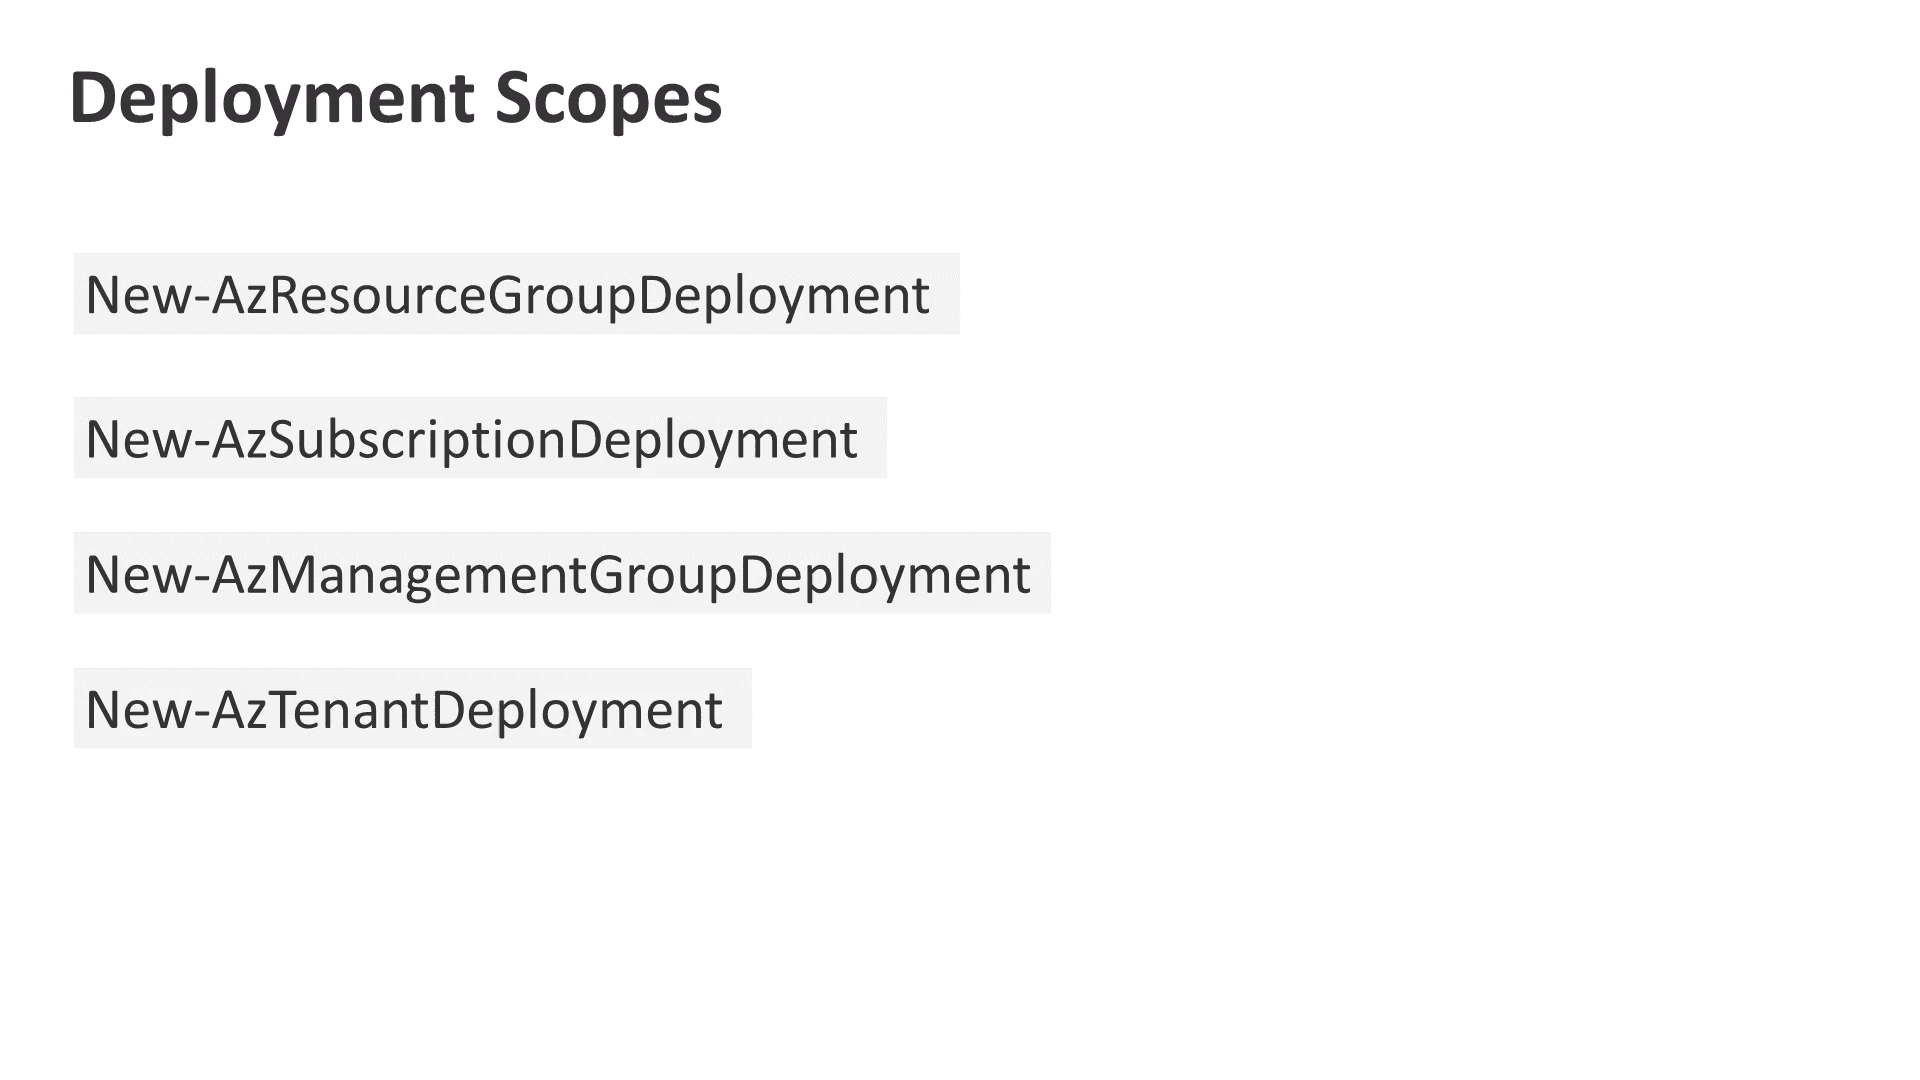 Deployment Scopes
New-AzResourceGroupDeployment
New-AzSubscriptionDeployment
New-AzManagementGroupDeployment
New-AzTenantDeployment